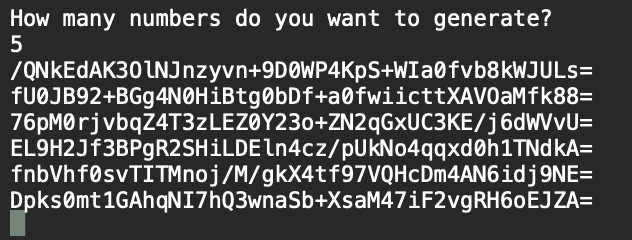 How many numbers do you want to generate?
5
/QNkEdAK3OlNJnzyvn+9D0WP4KpS+WIa0fvb8kWJULs=
fU0JB92+BGg4N0HiBtg0bDf+a0fwiicttXAVOaMfk88=
76pM0rjvbqZ4T3zLEZ0Y23o+ZN2qGxUC3KE/j6dWVvU=
EL9H2Jf3BPgR2SHiLDEln4cz/pUkNo4qqxd0h1TNdkA=
fnbVhf0svTITMnoj/M/gkX4tf97VQHcDm4AN6idj9NE=
Dpks0mt1GAhqNI7hQ3wnaSb+XsaM47iF2vgRH6oEJZA=